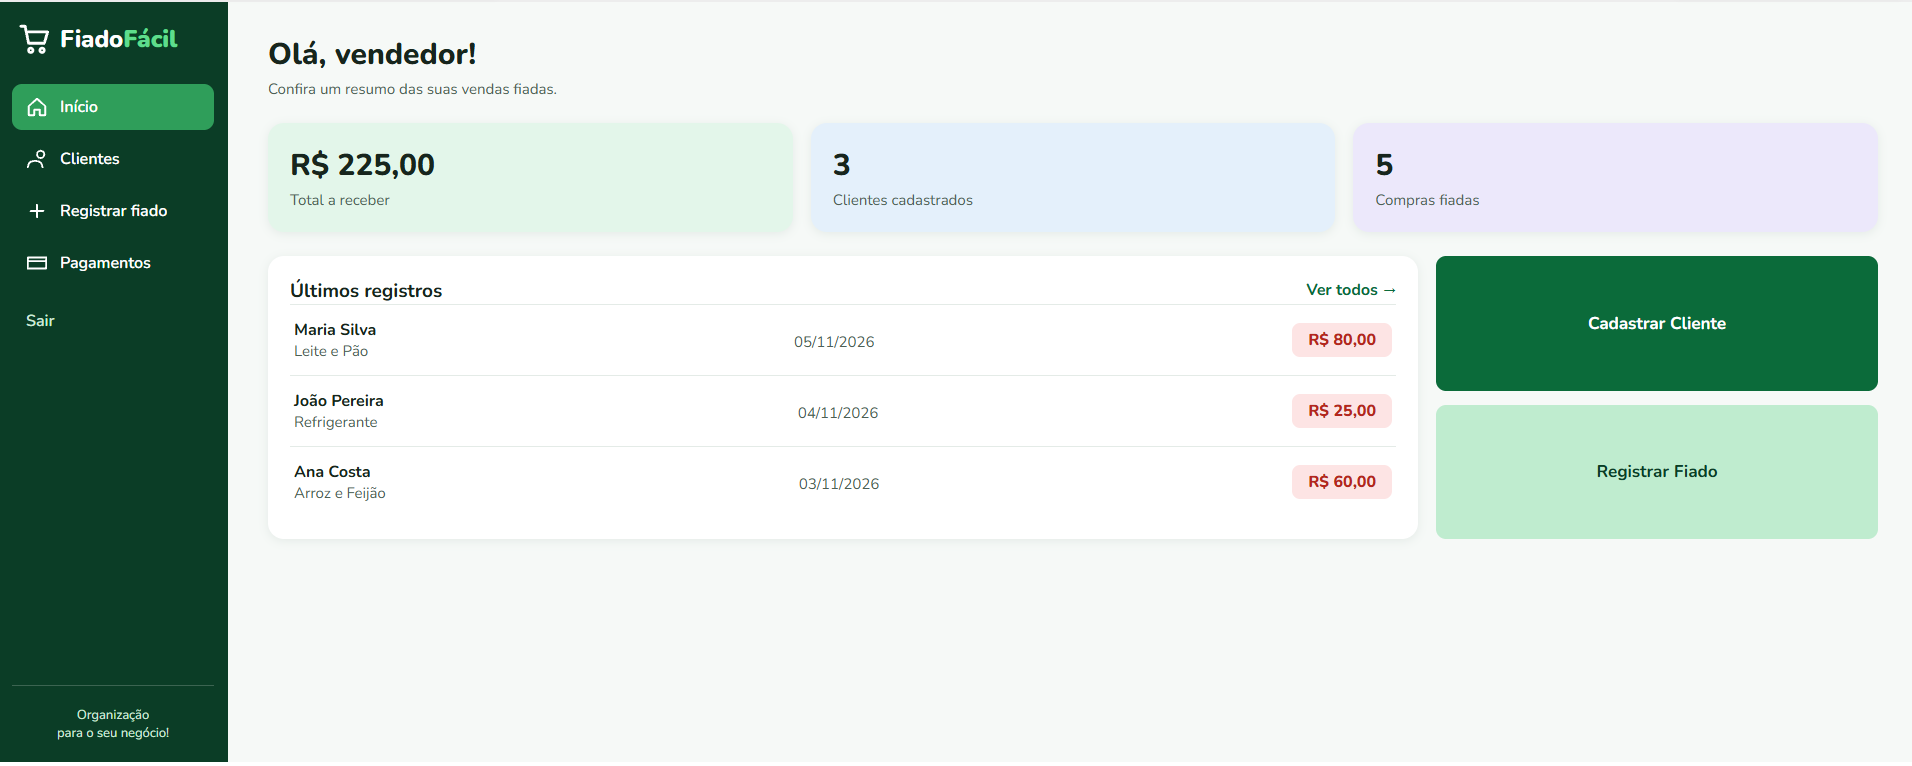 FiadoFácil
Início
Clientes
Registrar fiado
Pagamentos
Sair
Organização
para o seu negócio!
Olá, vendedor!
Confira um resumo das suas vendas fiadas.
R$ 225,00
Total a receber
3
Clientes cadastrados
5
Compras fiadas
Últimos registros
Ver todos →
Maria Silva
Leite e Pão
05/11/2026
R$ 80,00
João Pereira
Refrigerante
04/11/2026
R$ 25,00
Ana Costa
Arroz e Feijão
03/11/2026
R$ 60,00
Cadastrar Cliente
Registrar Fiado